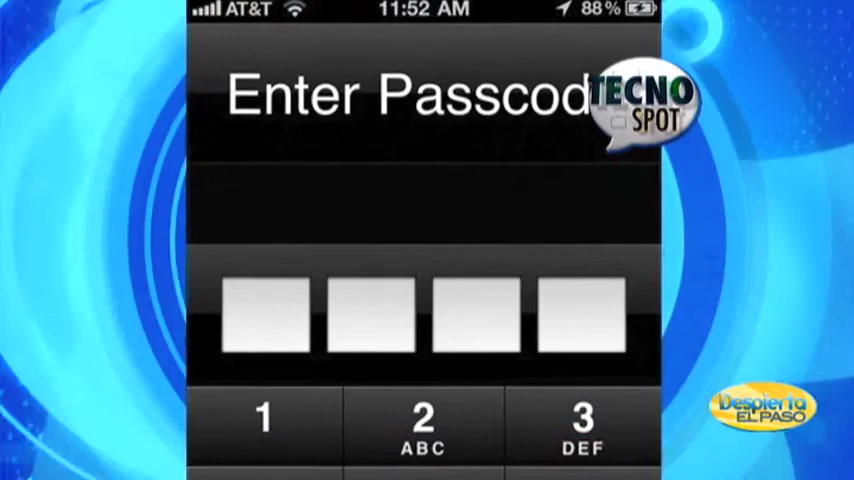 AT&T 11:52 AM 88%
Enter Passcod
TECNO
SPOT
1 2 3
ABC DEF
Despierta
EL PASO